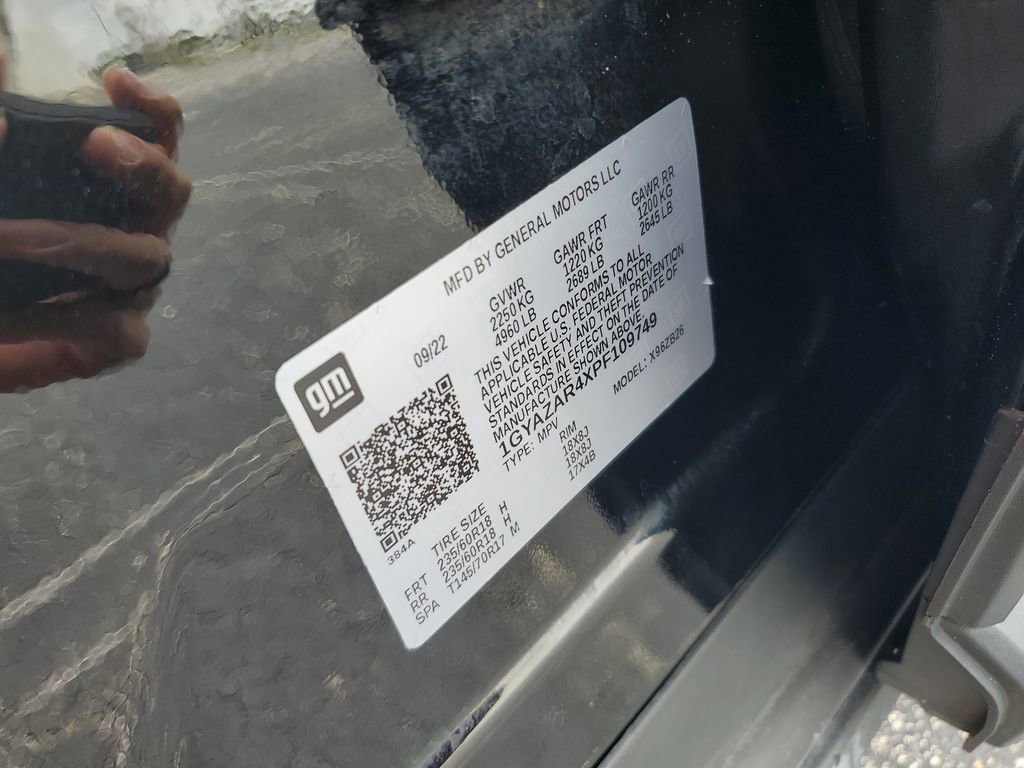 gm
09/22
MFD BY GENERAL MOTORS LLC
GVWR GAWR FRT GAWR RR
2250 KG 1220 KG 1200 KG
4960 LB 2689 LB 2645 LB
THIS VEHICLE CONFORMS TO ALL
APPLICABLE U.S. FEDERAL MOTOR
VEHICLE SAFETY AND THEFT PREVENTION
STANDARDS IN EFFECT ON THE DATE OF
MANUFACTURE SHOWN ABOVE.
1GYAZAR4XPF109749
TYPE: MPV MODEL: X96ZB26
384A
TIRE SIZE RIM
FRT 235/60R18 H 18X8J
RR 235/60R18 H 18X8J
SPA T145/70R17 M 17X4B